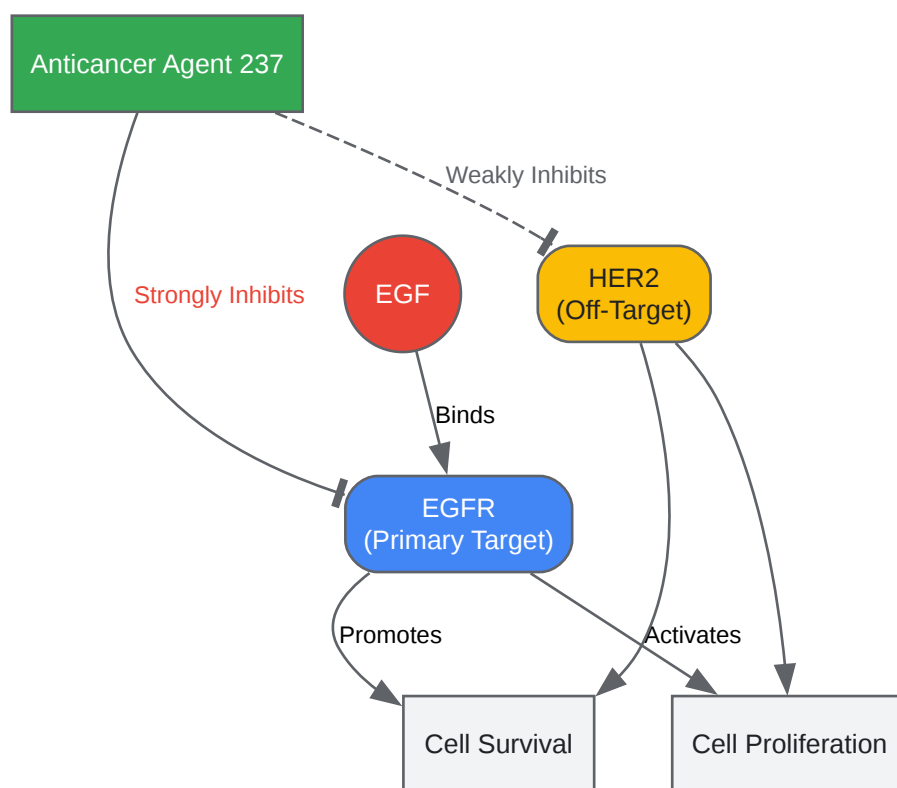 Anticancer Agent 237
Weakly Inhibits
Strongly Inhibits
EGF
HER2
(Off-Target)
Binds
EGFR
(Primary Target)
Promotes
Activates
Cell Survival
Cell Proliferation